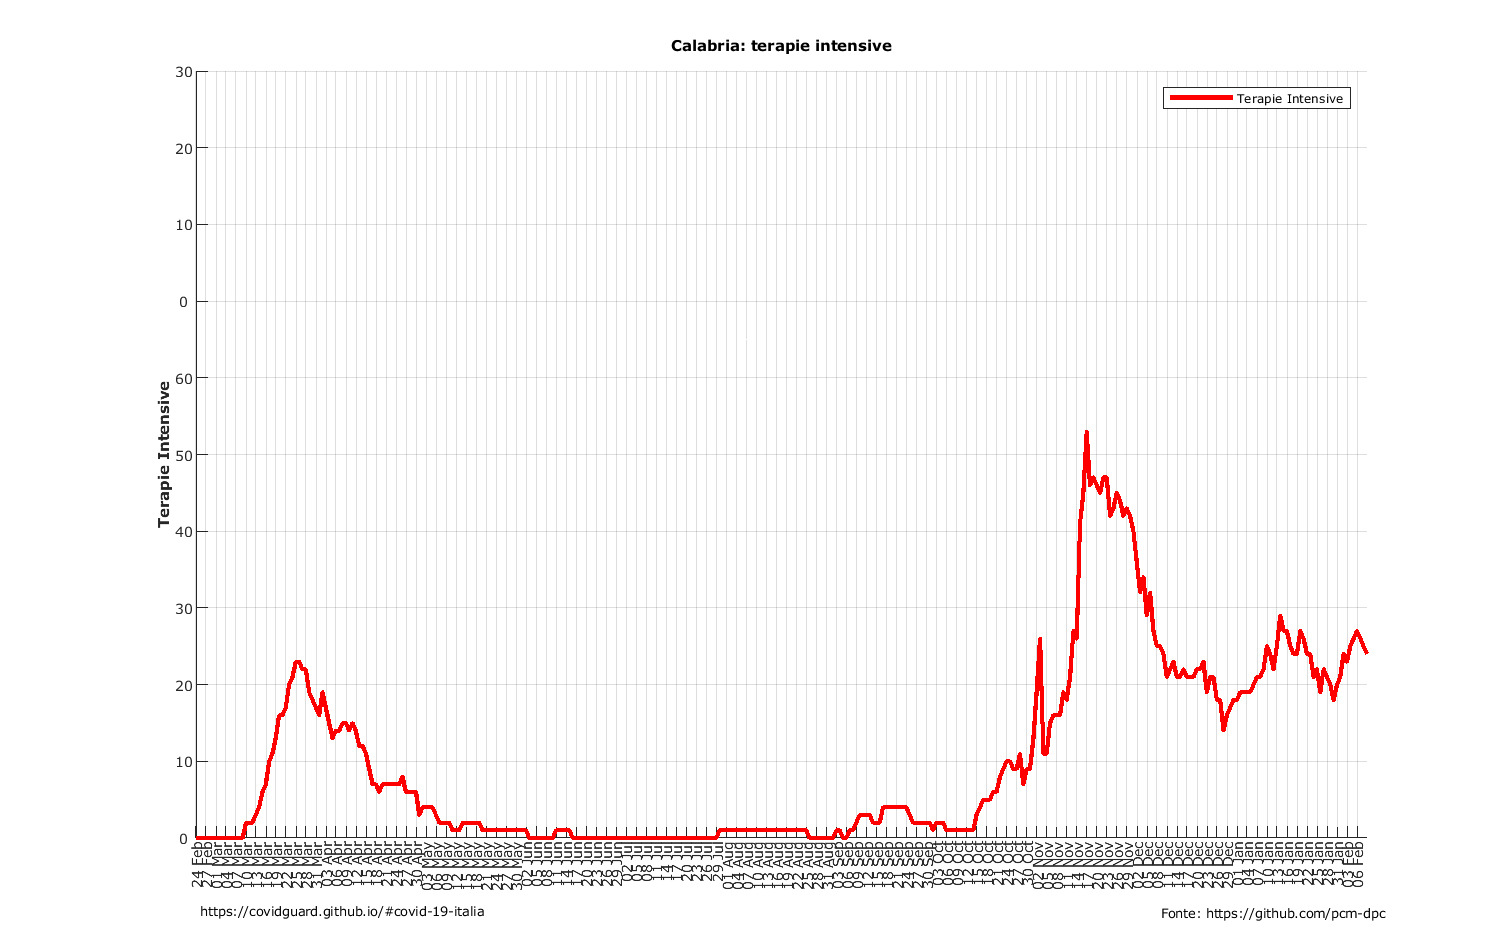 Calabria: terapie intensive
30
20
10
0
60
50
40
30
20
10
0
Terapie Intensive
Terapie Intensive
24 Feb
27 Feb
01 Mar
04 Mar
07 Mar
10 Mar
13 Mar
16 Mar
19 Mar
22 Mar
25 Mar
28 Mar
31 Mar
03 Apr
06 Apr
09 Apr
12 Apr
15 Apr
18 Apr
21 Apr
24 Apr
27 Apr
30 Apr
03 May
06 May
09 May
12 May
15 May
18 May
21 May
24 May
27 May
30 May
02 Jun
05 Jun
08 Jun
11 Jun
14 Jun
17 Jun
20 Jun
23 Jun
26 Jun
29 Jun
02 Jul
05 Jul
08 Jul
11 Jul
14 Jul
17 Jul
20 Jul
23 Jul
26 Jul
29 Jul
01 Aug
04 Aug
07 Aug
10 Aug
13 Aug
16 Aug
19 Aug
22 Aug
25 Aug
28 Aug
31 Aug
03 Sep
06 Sep
09 Sep
12 Sep
15 Sep
18 Sep
21 Sep
24 Sep
27 Sep
30 Sep
03 Oct
06 Oct
09 Oct
12 Oct
15 Oct
18 Oct
21 Oct
24 Oct
27 Oct
30 Oct
02 Nov
05 Nov
08 Nov
11 Nov
14 Nov
17 Nov
20 Nov
23 Nov
26 Nov
29 Nov
02 Dec
05 Dec
08 Dec
11 Dec
14 Dec
17 Dec
20 Dec
23 Dec
26 Dec
29 Dec
01 Jan
04 Jan
07 Jan
10 Jan
13 Jan
16 Jan
19 Jan
22 Jan
25 Jan
28 Jan
31 Jan
03 Feb
06 Feb
https://covidguard.github.io/#covid-19-italia
Fonte: https://github.com/pcm-dpc